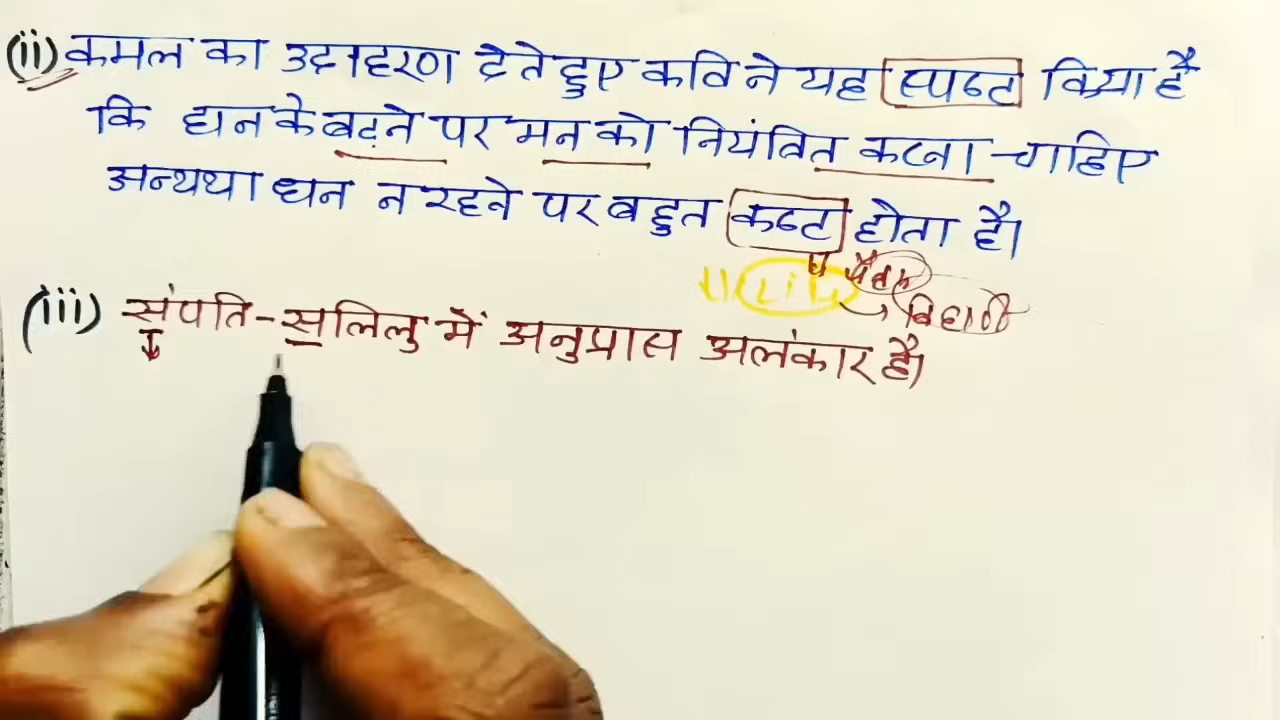 (ii) कमल का उदाहरण देते हुए कवि ने यह स्पष्ट किया है
कि धन के बढ़ने पर मन को नियंत्रित करना चाहिए
अन्यथा धन न रहने पर बहुत कष्ट होता है।
(iii) संपति-सलिलु में अनुप्रास अलंकार है।